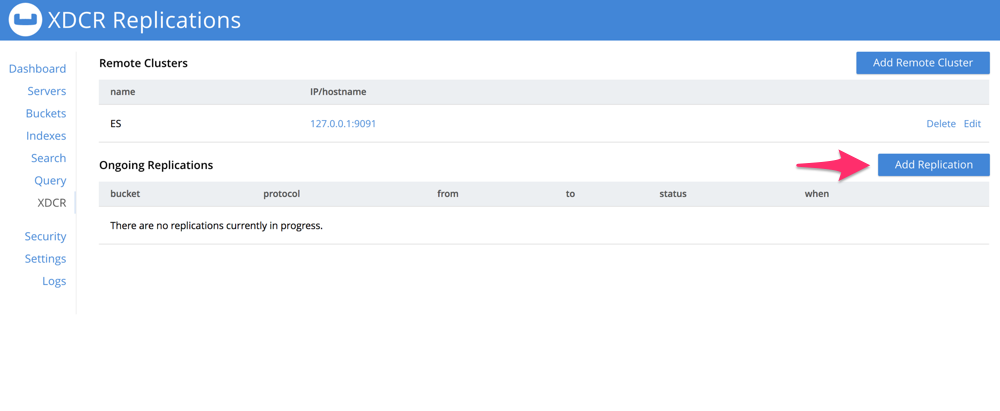 XDCR Replications
Dashboard
Servers
Buckets
Indexes
Search
Query
XDCR
Security
Settings
Logs
Remote Clusters
Add Remote Cluster
name IP/hostname
ES 127.0.0.1:9091 Delete Edit
Ongoing Replications
Add Replication
bucket protocol from to status when
There are no replications currently in progress.